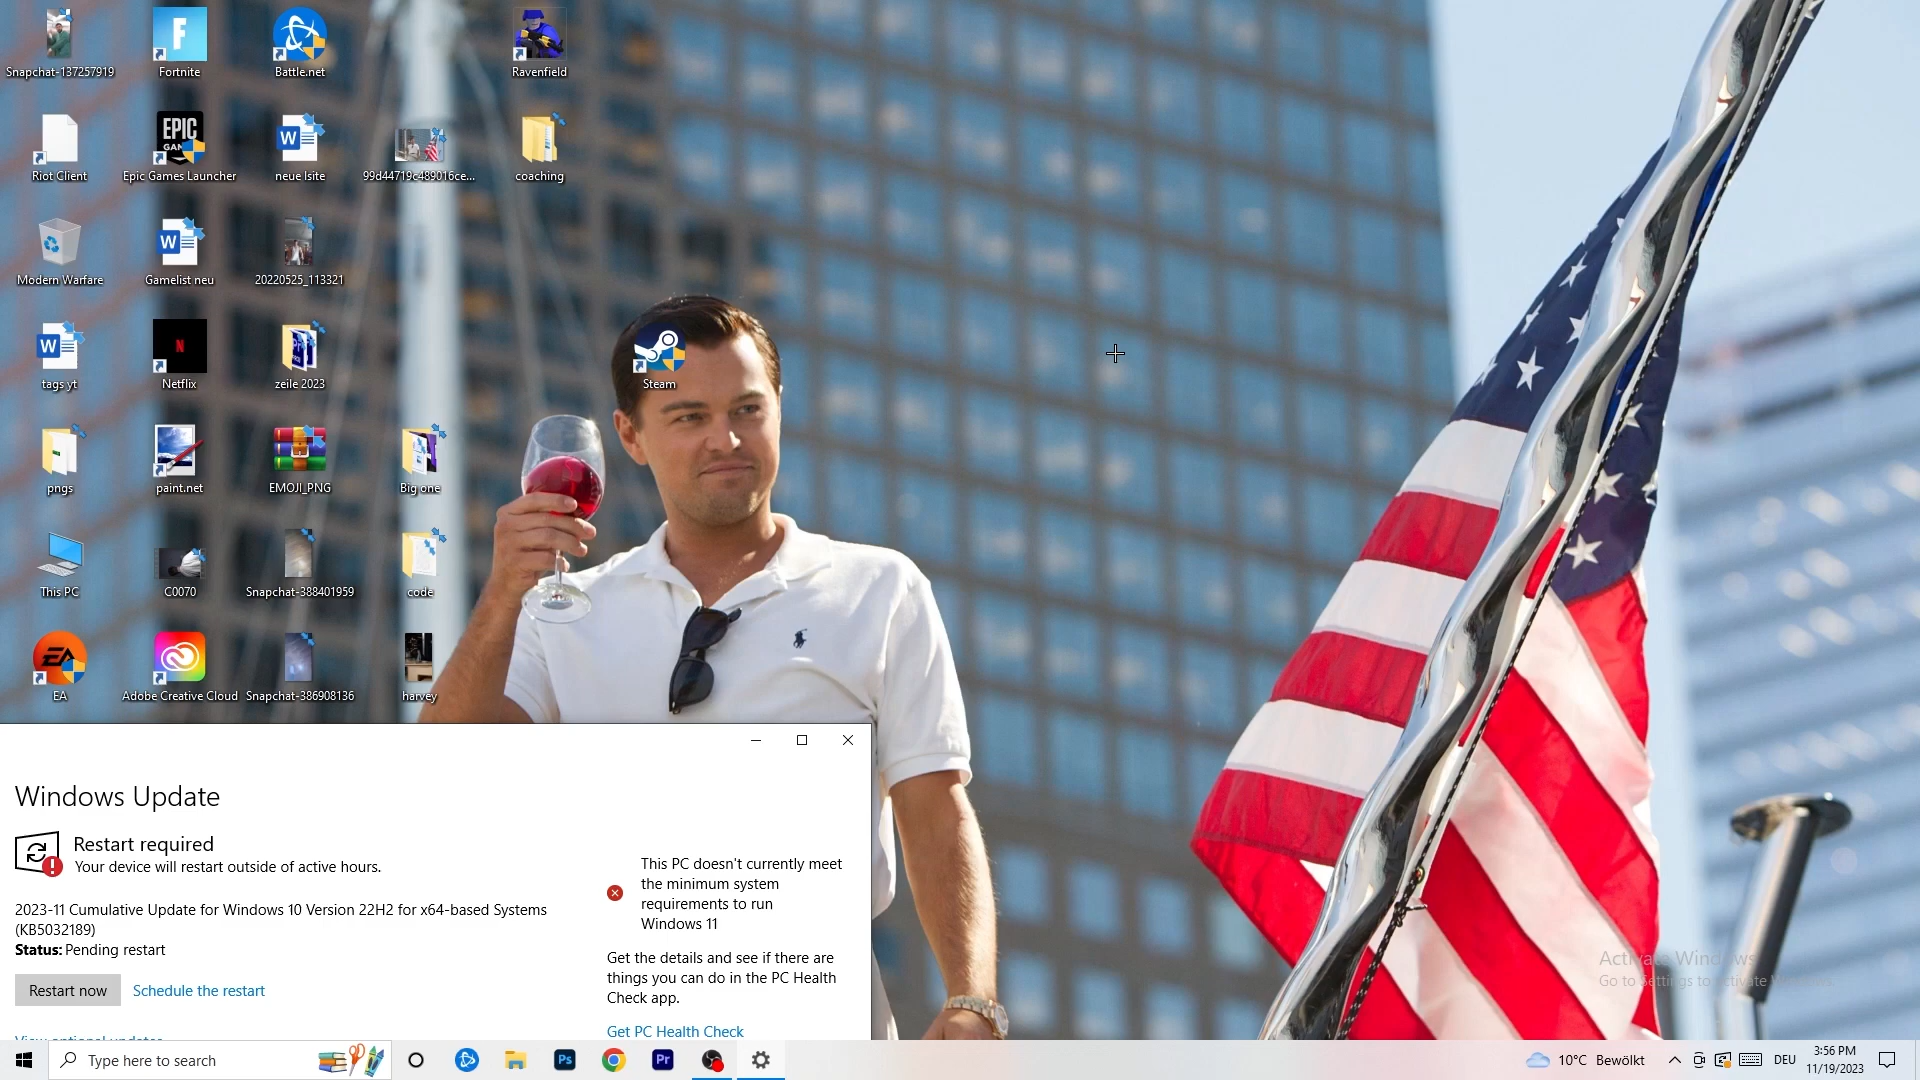 Snapchat-137257919
Fortnite
Battle.net
Ravenfield
Riot Client
EPIC
Epic Games Launcher
neue lsite
99d44719c489016ce...
coaching
Modern Warfare
Gamelist neu
20220525_113321
tags yt
Netflix
zeile 2023
Steam
pngs
paint.net
EMOJI_PNG
Big one
This PC
C0070
Snapchat-388401959
code
EA
Adobe Creative Cloud
Snapchat-386908136
harvey
Windows Update
Restart required
Your device will restart outside of active hours.
2023-11 Cumulative Update for Windows 10 Version 22H2 for x64-based Systems
(KB5032189)
Status: Pending restart
Restart now
Schedule the restart
View optional updates
This PC doesn't currently meet
the minimum system
requirements to run
Windows 11
Get the details and see if there are
things you can do in the PC Health
Check app.
Get PC Health Check
Activate Windows
Go to Settings to activate Windows.
Type here to search
Ps
Pr
10°C Bewölkt
DEU
3:56 PM
11/19/2023